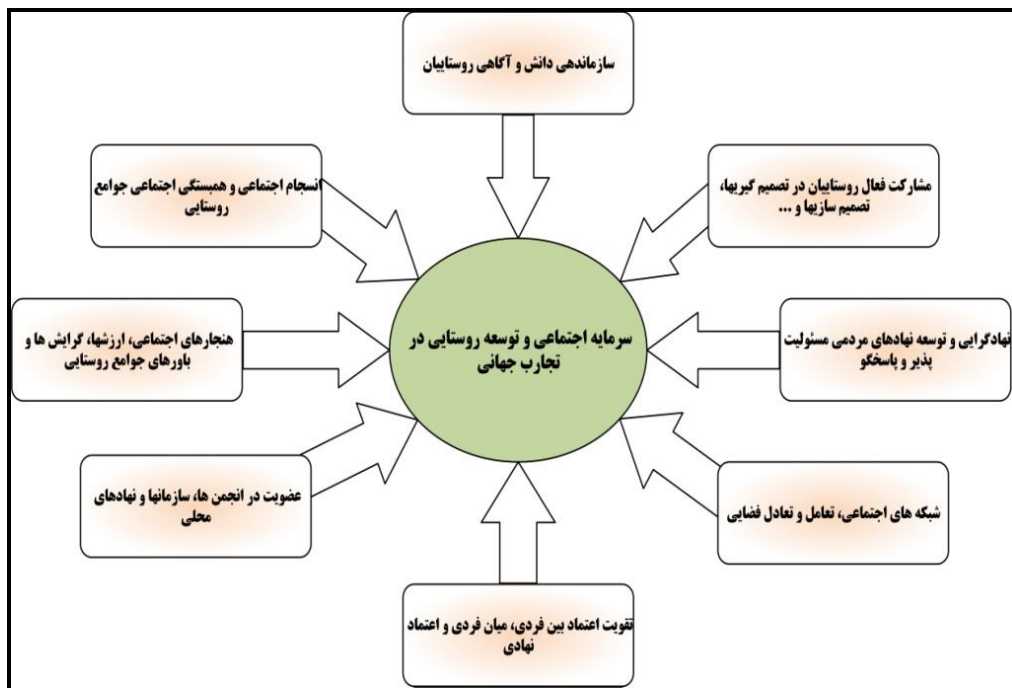 سازماندهی دانش و آگاهی روستاییان
مشارکت فعال روستاییان در تصمیم گیریها،
تصمیم سازیها و ...
انسجام اجتماعی و همبستگی اجتماعی جوامع
روستایی
نهادگرایی و توسعه نهادهای مردمی مسئولیت
پذیر و پاسخگو
سرمایه اجتماعی و توسعه روستایی در
تجارب جهانی
هنجارهای اجتماعی، ارزشها، گرایش ها و
باورهای جوامع روستایی
شبکه های اجتماعی، تعامل و تعادل فضایی
عضویت در انجمن ها، سازمانها و نهادهای
محلی
تقویت اعتماد بین فردی، میان فردی و اعتماد
نهادی